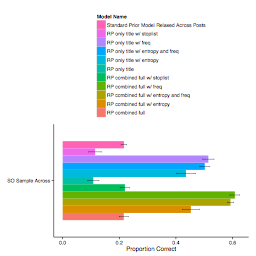 Model Name
Standard Prior Model Relaxed Across Posts
RP only title w/ stoplist
RP only title w/ freq
RP only title w/ entropy and freq
RP only title w/ entropy
RP only title
RP combined full w/ stoplist
RP combined full w/ freq
RP combined full w/ entropy and freq
RP combined full w/ entropy
RP combined full
SO Sample Across
0.0 0.2 0.4 0.6
Proportion Correct